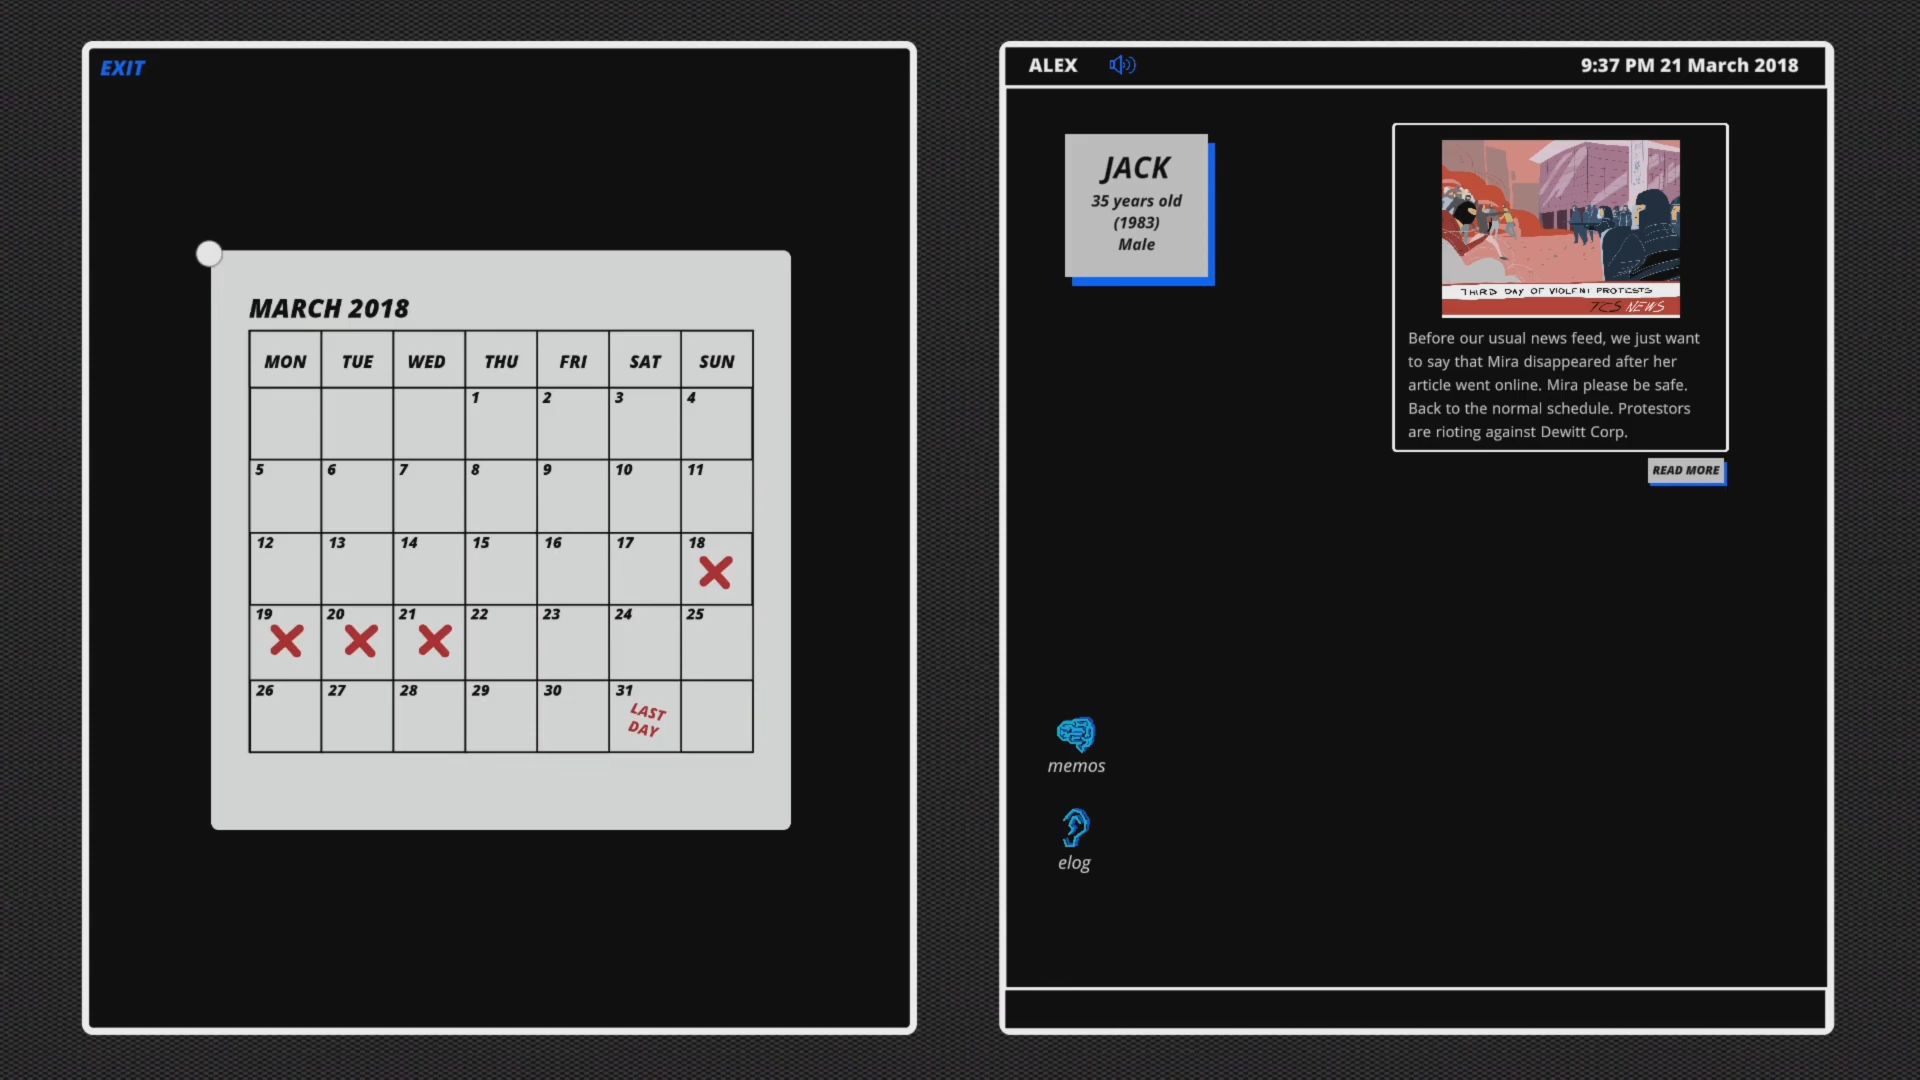 EXIT
MARCH 2018
MON TUE WED THU FRI SAT SUN
1 2 3 4
5 6 7 8 9 10 11
12 13 14 15 16 17 18
19 20 21 22 23 24 25
26 27 28 29 30 31
LAST
DAY
ALEX 9:37 PM 21 March 2018
JACK
35 years old
(1983)
Male
THIRD DAY OF VIOLENT PROTESTS
TCS NEWS
Before our usual news feed, we just want
to say that Mira disappeared after her
article went online. Mira please be safe.
Back to the normal schedule. Protestors
are rioting against Dewitt Corp.
READ MORE
memos
elog